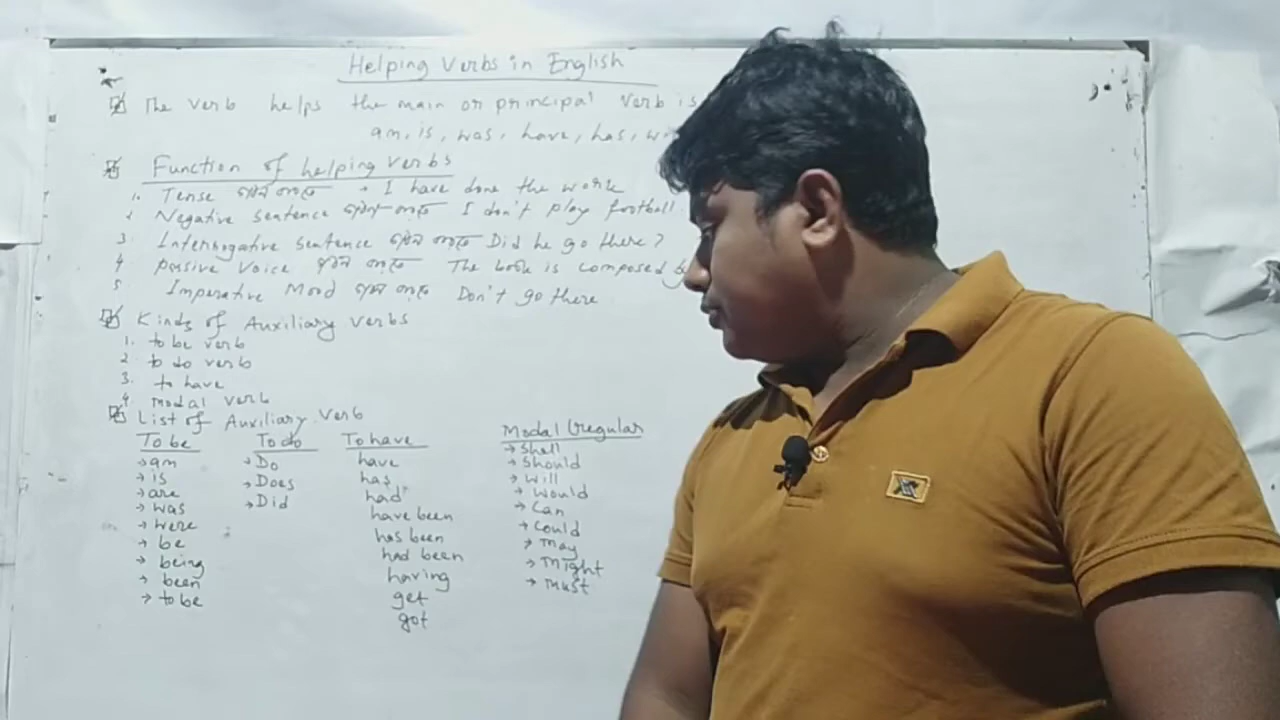 Helping Verbs in English
The verb helps the main or principal verb is
am, is, was, have, has,
Function of helping verbs
1. Tense গঠন করতে → I have done the work
2 Negative sentence গঠন করতে I don't play football
3 Interrogative sentence গঠন করতে Did he go there?
4 passive voice গঠন করতে The book is composed
5 Imperative Mood গঠন করতে Don't go there
Kinds of Auxiliary verbs
1. to be verb
2. to do verb
3. to have
4. modal verb
List of Auxiliary verb
To be To do To have Modal
→ am → Do have → Shall
→ is → Does has → Should
→ are → Did had → will
→ was have been → would
→ were has been → Can
→ be had been → Could
→ being having → may
→ been get → might
→ to be got → must